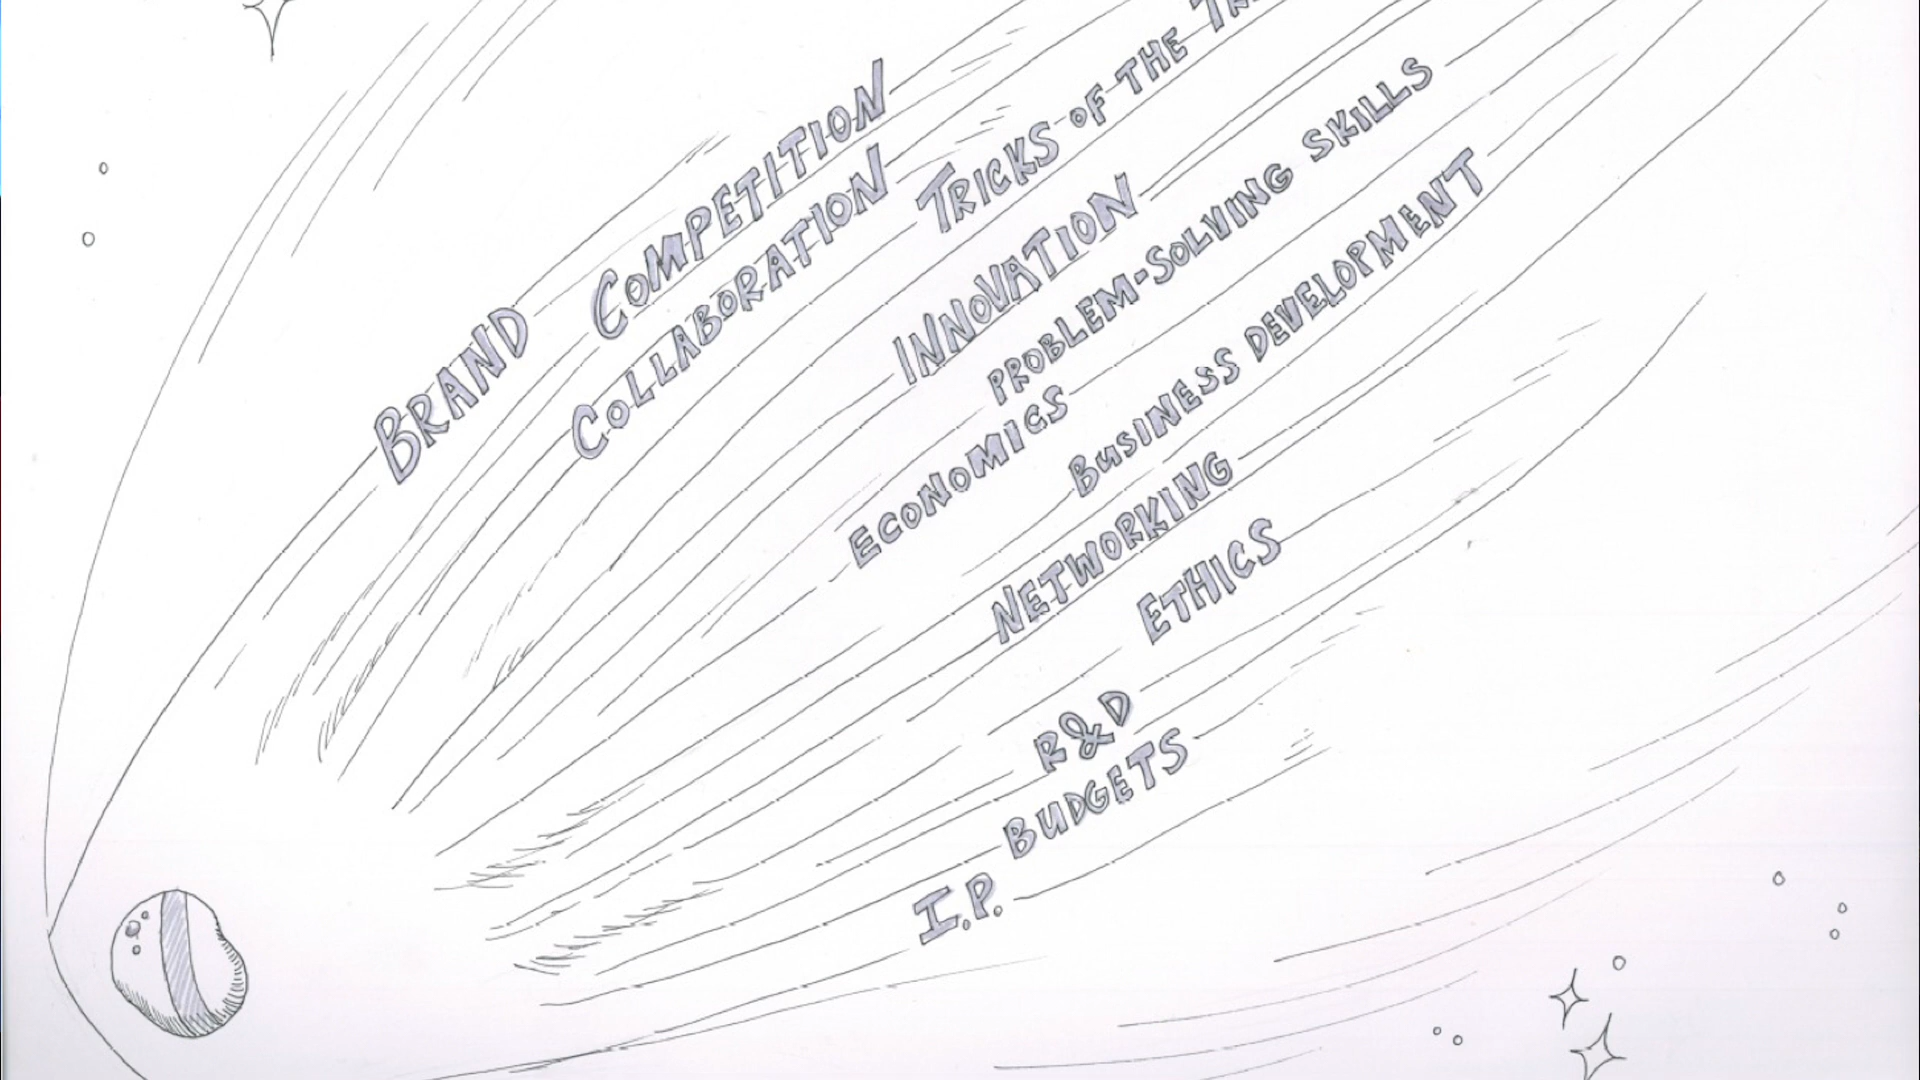 BRAND COMPETITION
COLLABORATION
TRICKS OF THE
INNOVATION
PROBLEM-SOLVING SKILLS
ECONOMICS
BUSINESS DEVELOPMENT
NETWORKING
ETHICS
R&D
BUDGETS
I.P.